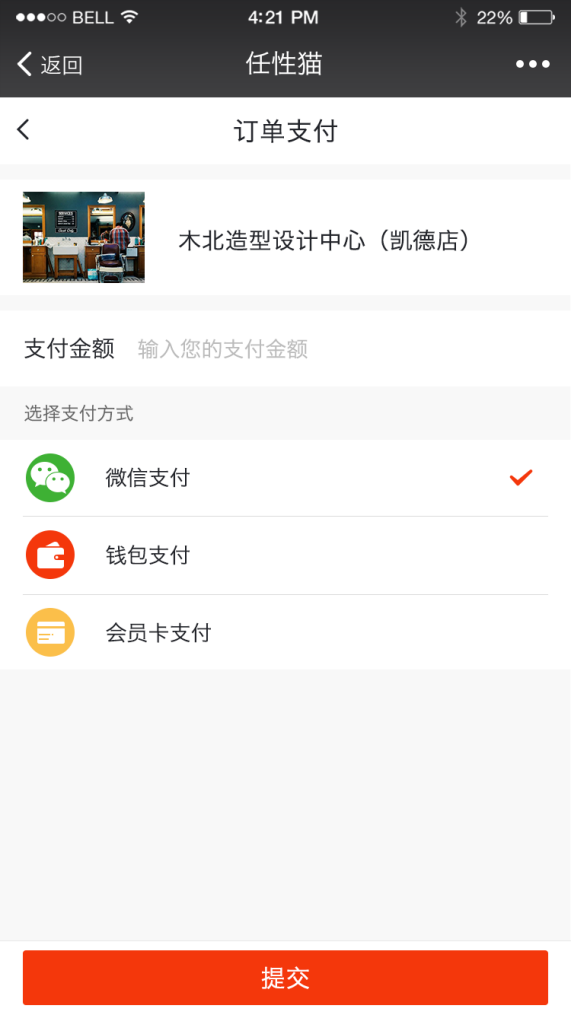 BELL 4:21 PM 22%
返回 任性猫
订单支付
木北造型设计中心（凯德店）
支付金额 输入您的支付金额
选择支付方式
微信支付
钱包支付
会员卡支付
提交